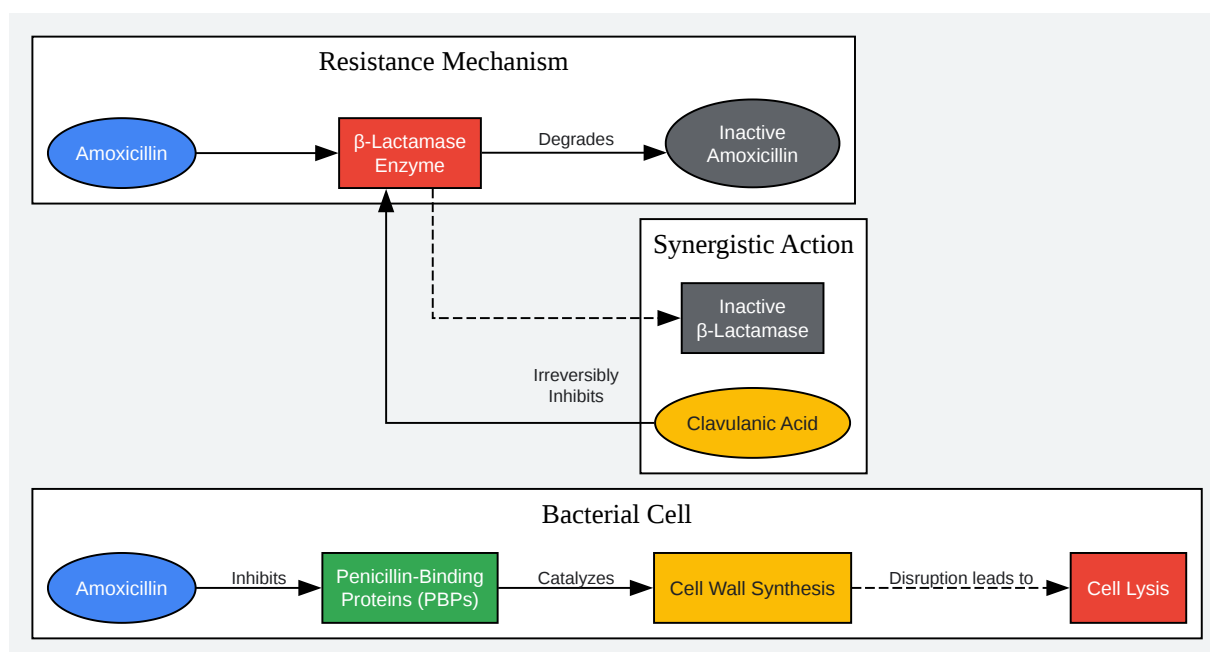 Resistance Mechanism
Amoxicillin
β-Lactamase
Enzyme
Degrades
Inactive
Amoxicillin
Synergistic Action
Inactive
β-Lactamase
Irreversibly
Inhibits
Clavulanic Acid
Bacterial Cell
Amoxicillin
Inhibits
Penicillin-Binding
Proteins (PBPs)
Catalyzes
Cell Wall Synthesis
Disruption leads to
Cell Lysis